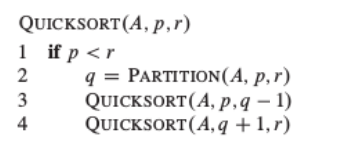 QUICKSORT(A, p, r)
1 if p < r
2 q = PARTITION(A, p, r)
3 QUICKSORT(A, p, q − 1)
4 QUICKSORT(A, q + 1, r)